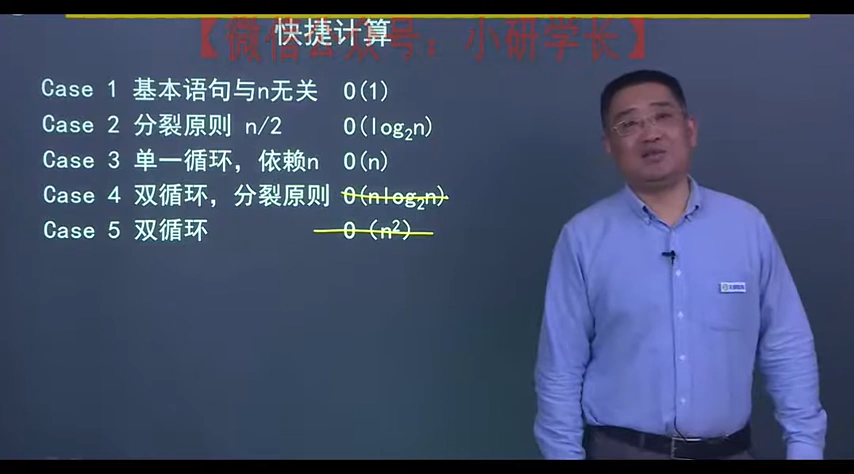 快捷计算
【微信公众号：小研学长】
Case 1 基本语句与n无关 O(1)
Case 2 分裂原则 n/2 O(log₂n)
Case 3 单一循环，依赖n O(n)
Case 4 双循环，分裂原则 O(nlog₂n)
Case 5 双循环 O (n²)